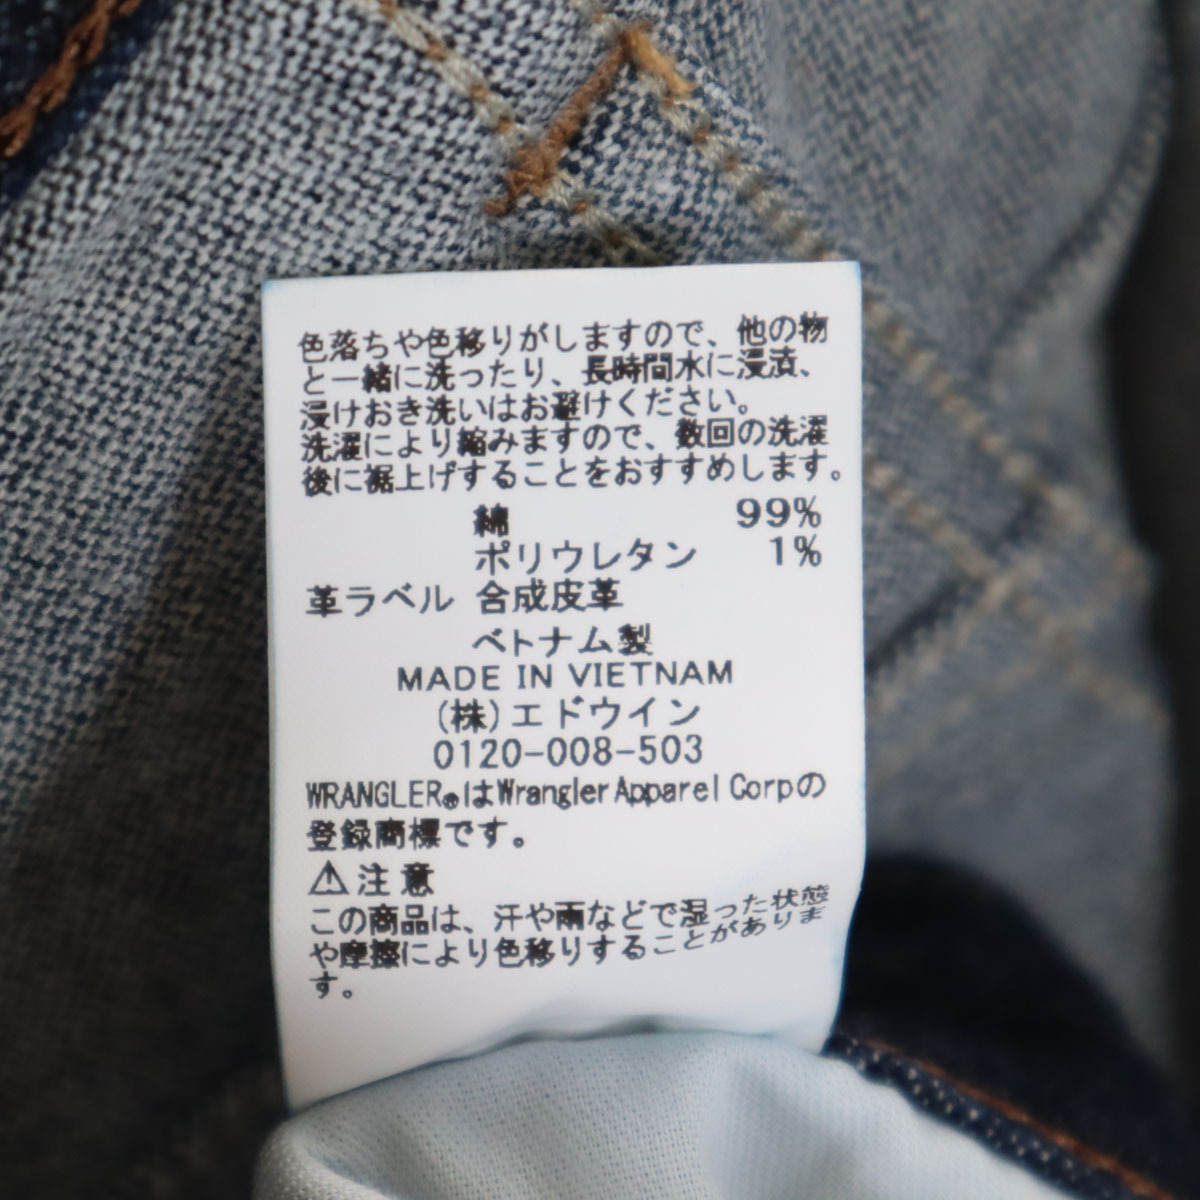 色落ちや色移りがしますので、他の物
と一緒に洗ったり、長時間水に浸漬、
浸けおき洗いはお避けください。
洗濯により縮みますので、数回の洗濯
後に裾上げすることをおすすめします。
綿 99%
ポリウレタン 1%
革ラベル 合成皮革
ベトナム製
MADE IN VIETNAM
(株)エドウイン
0120-008-503
WRANGLER®はWrangler Apparel Corpの
登録商標です。
⚠注意
この商品は、汗や雨などで湿った状態
や摩擦により色移りすることがありま
す。